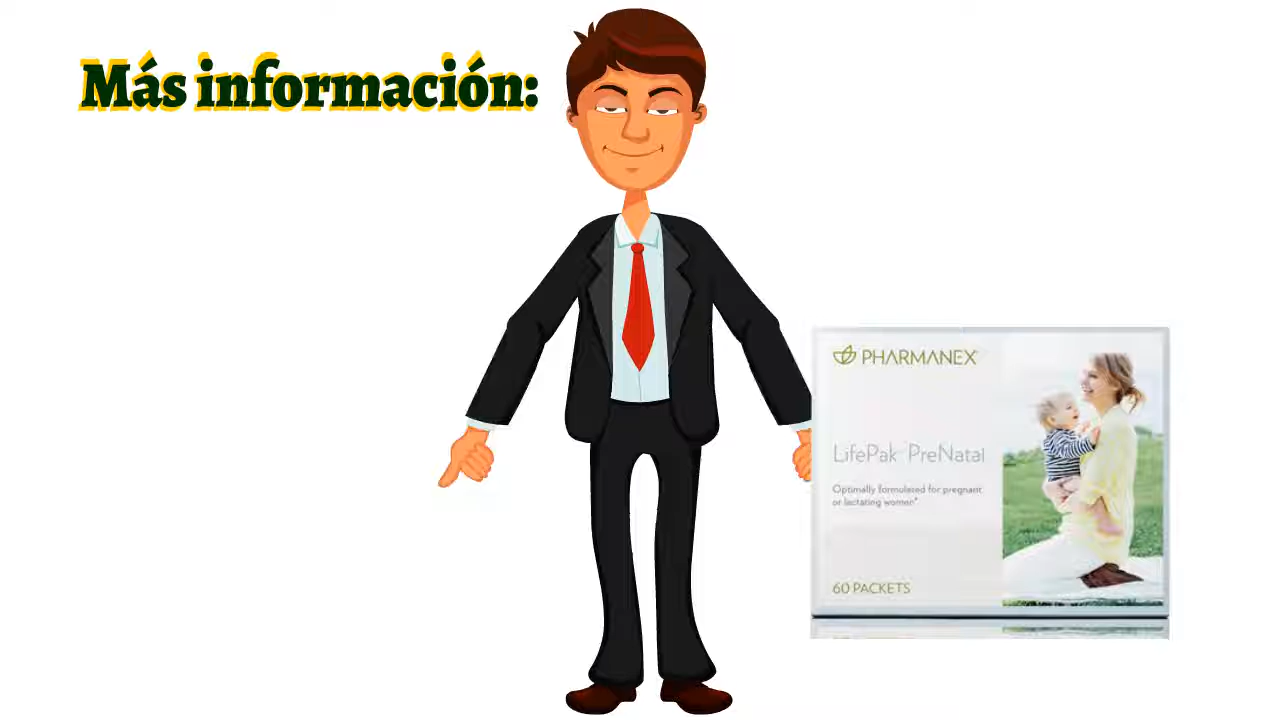 Más información:
PHARMANEX
LifePak PreNatal
Optimally formulated for pregnant
or lactating women*
60 PACKETS